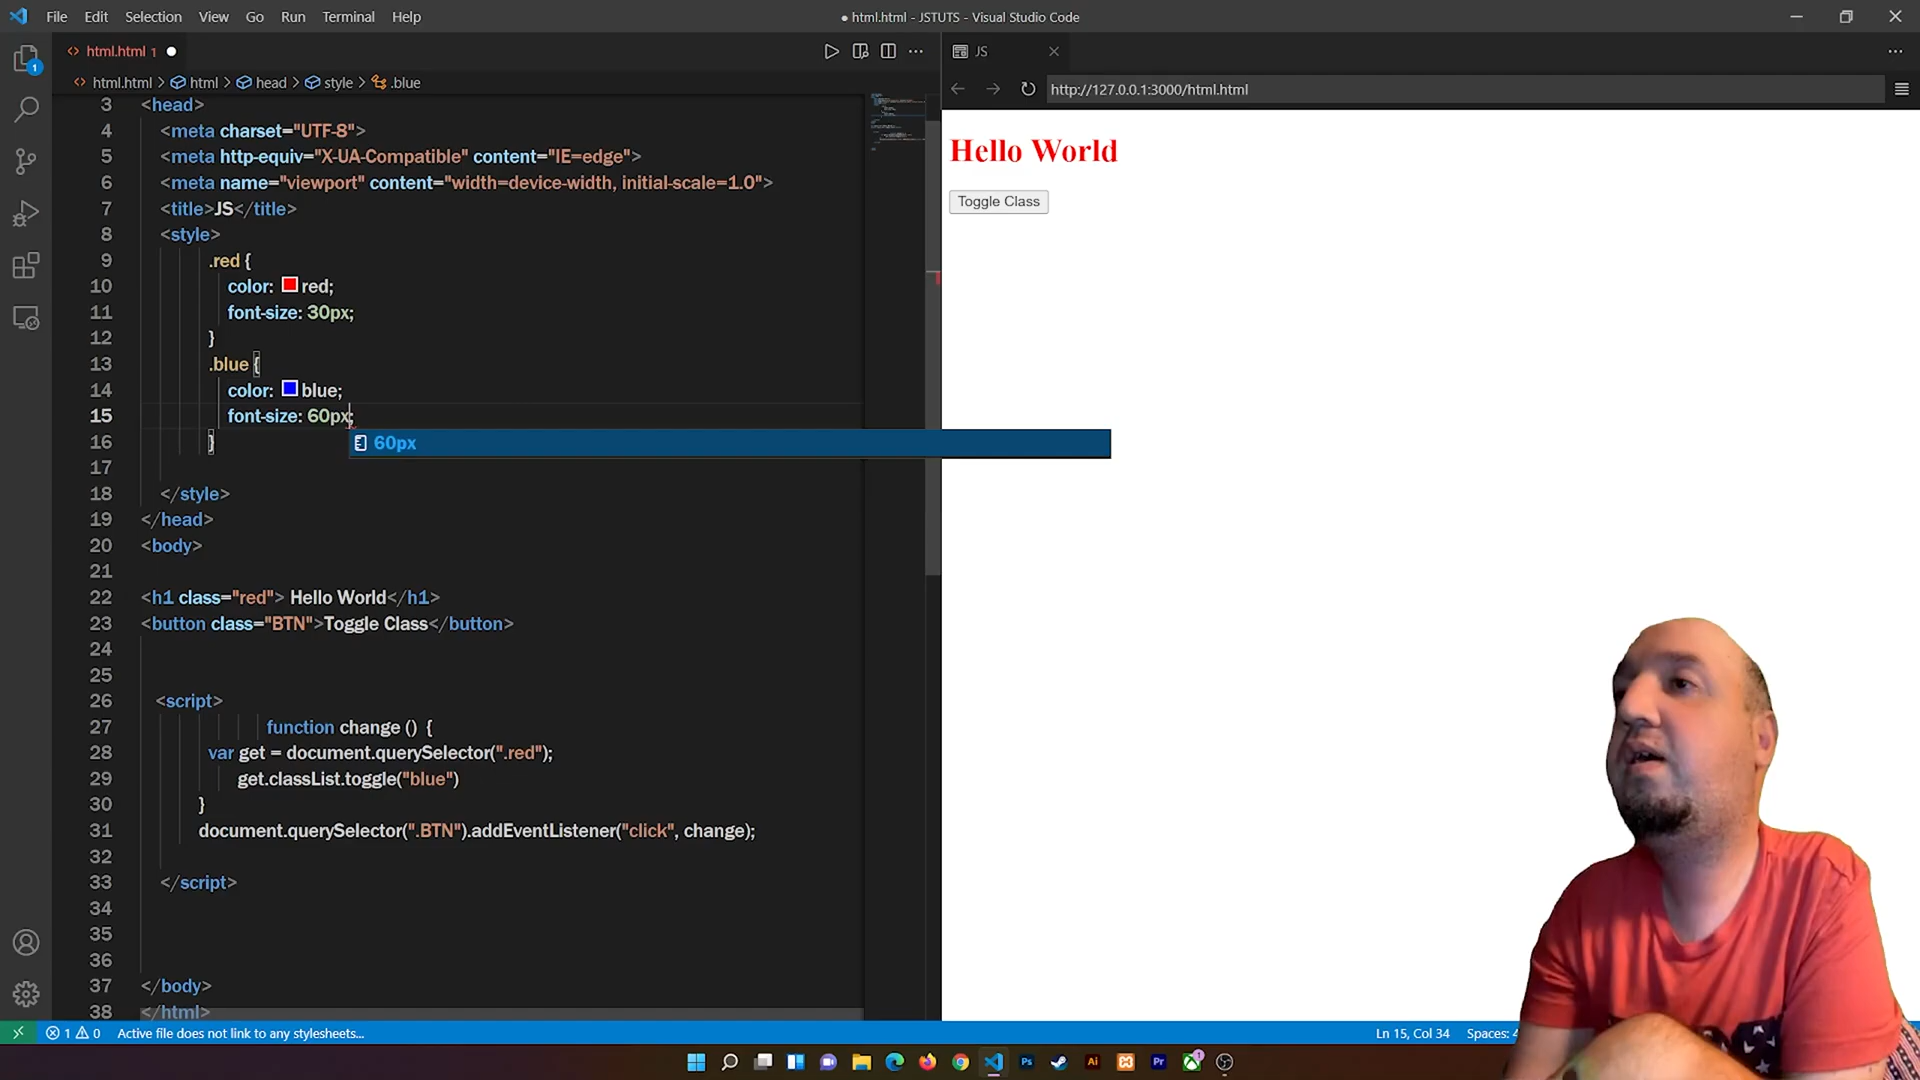 File Edit Selection View Go Run Terminal Help
● html.html - JSTUTS - Visual Studio Code
html.html 1
JS
html.html > html > head > style > .blue
http://127.0.0.1:3000/html.html
3 <head>
4 <meta charset="UTF-8">
5 <meta http-equiv="X-UA-Compatible" content="IE=edge">
6 <meta name="viewport" content="width=device-width, initial-scale=1.0">
7 <title>JS</title>
8 <style>
9 .red {
10 color: red;
11 font-size: 30px;
12 }
13 .blue {
14 color: blue;
15 font-size: 60px;
60px
16 }
17
18 </style>
19 </head>
20 <body>
21
22 <h1 class="red"> Hello World</h1>
23 <button class="BTN">Toggle Class</button>
24
25
26 <script>
27 function change () {
28 var get = document.querySelector(".red");
29 get.classList.toggle("blue")
30 }
31 document.querySelector(".BTN").addEventListener("click", change);
32
33 </script>
34
35
36
37 </body>
38 </html>
Hello World
Toggle Class
1
1 0 Active file does not link to any stylesheets...
Ln 15, Col 34 Spaces:
Ps Ai Pr 1